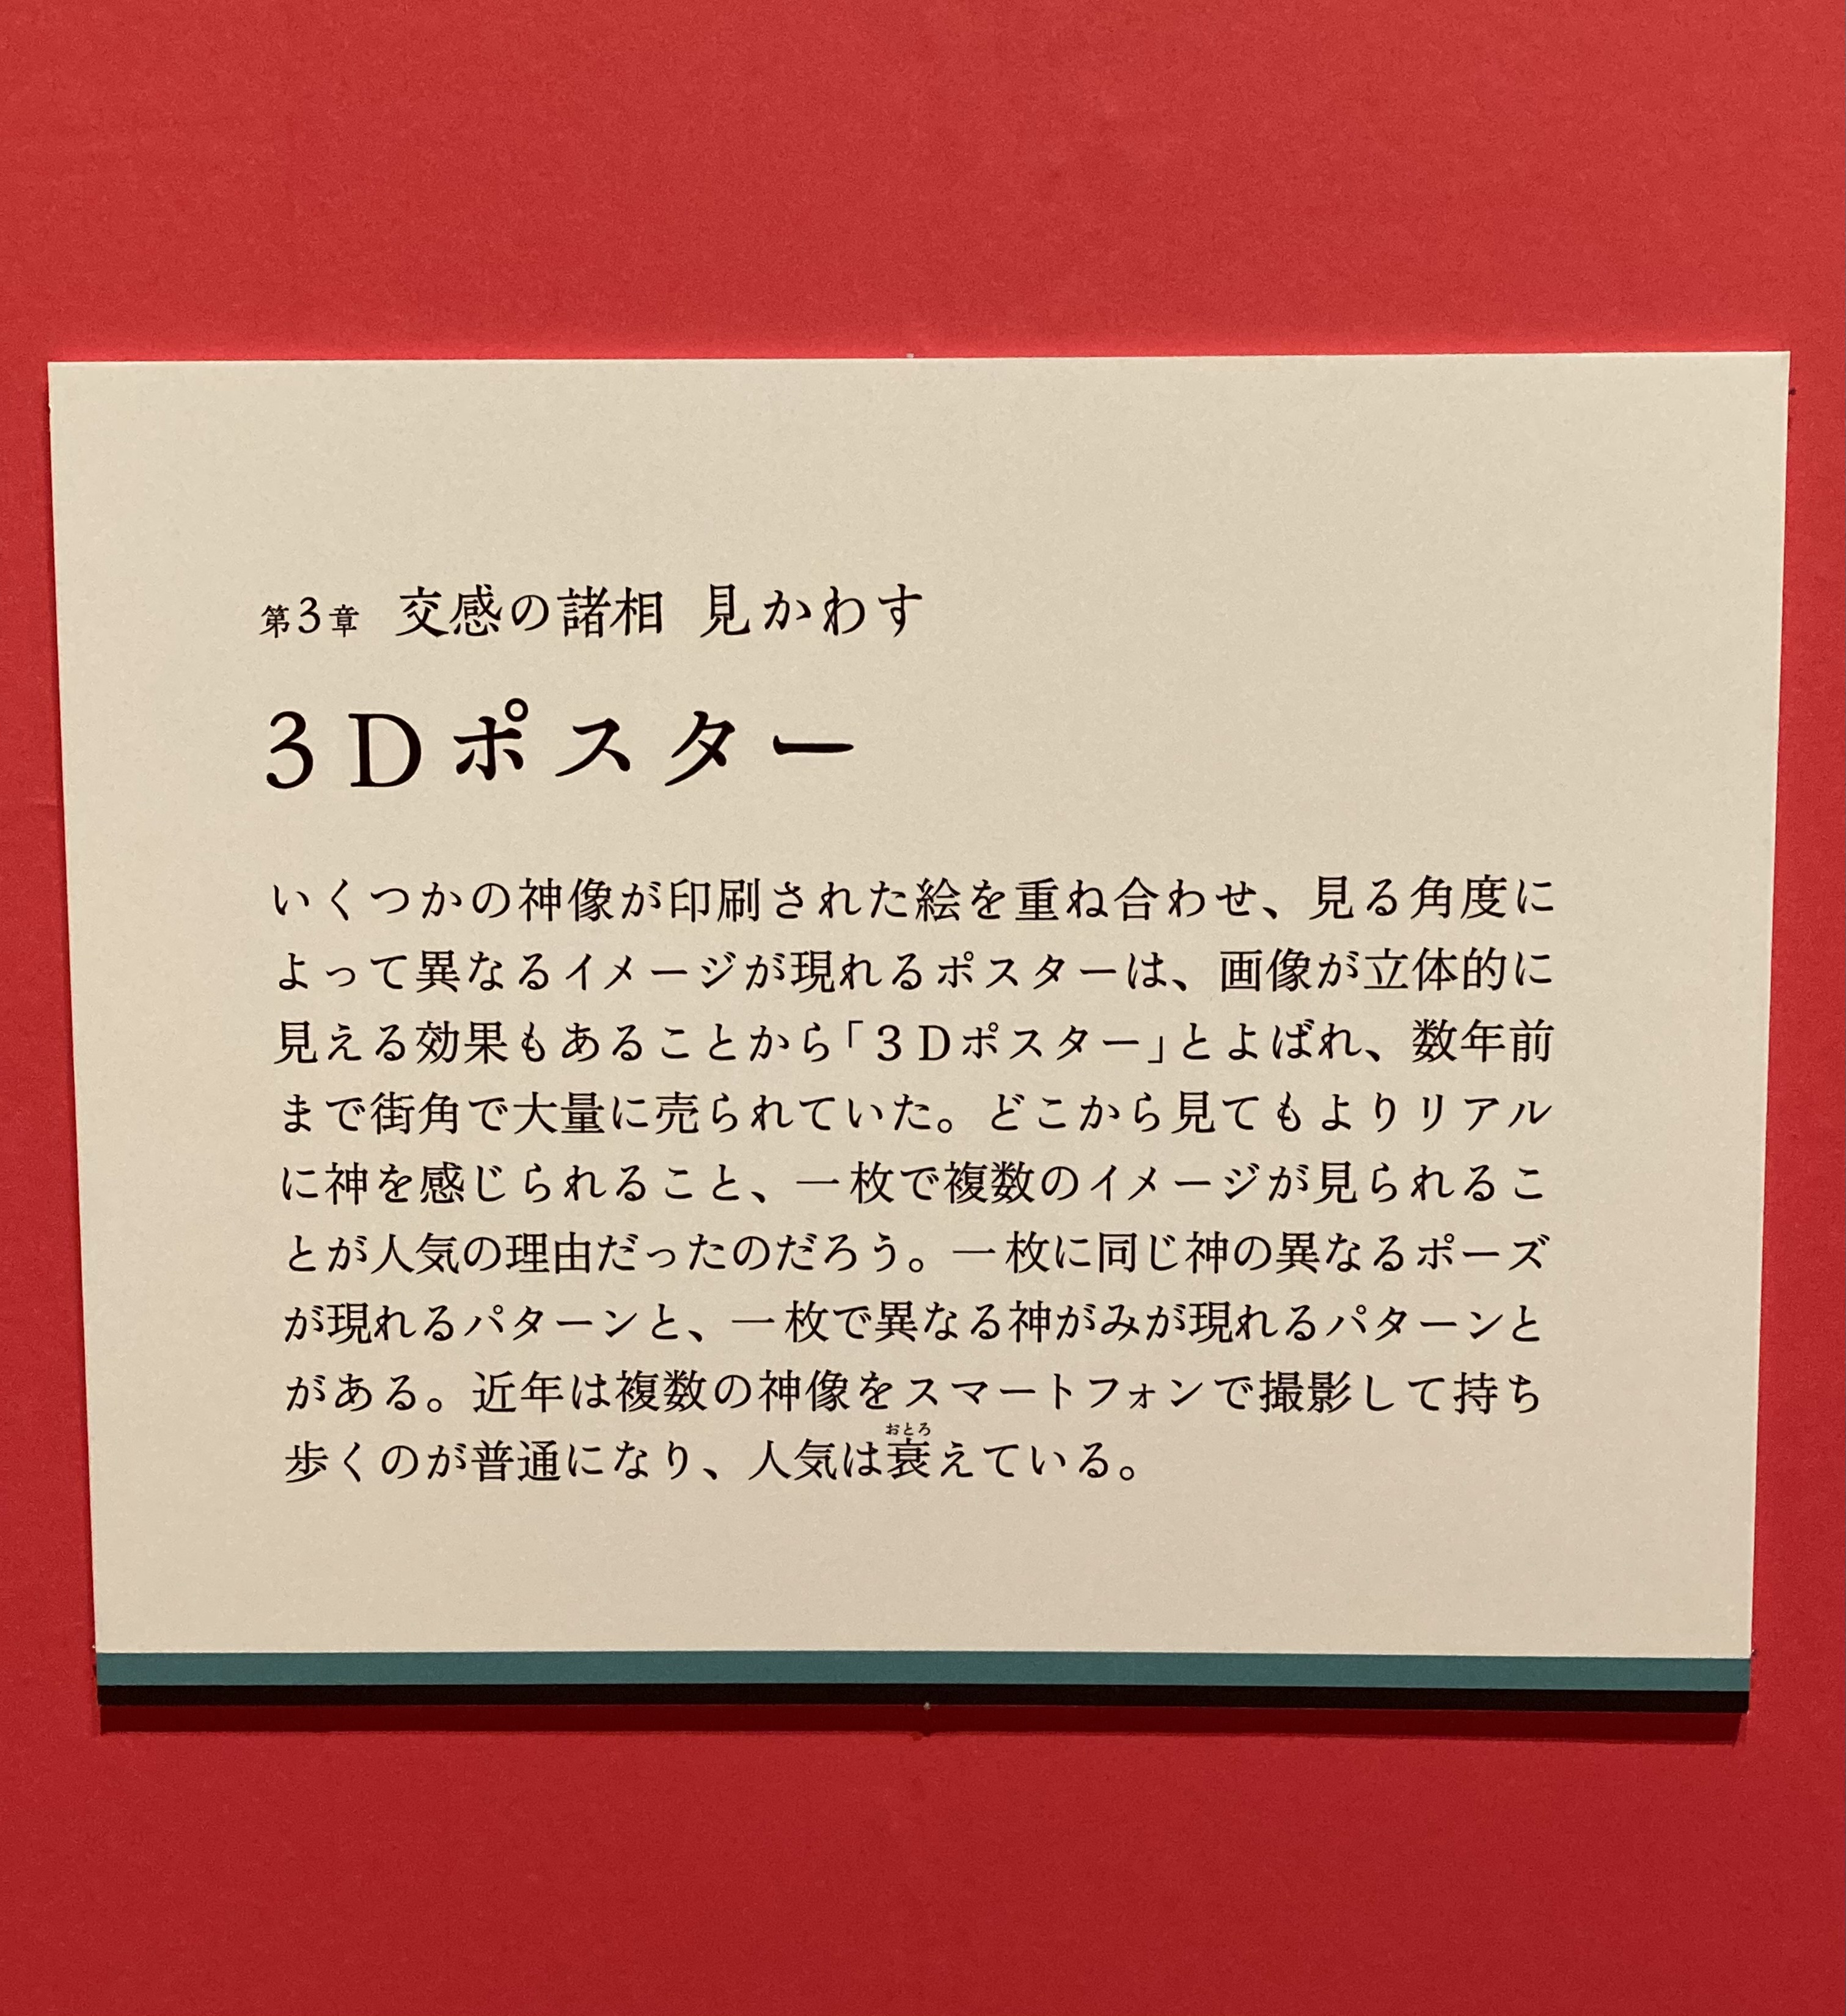 第3章 交感の諸相 見かわす
3Dポスター
いくつかの神像が印刷された絵を重ね合わせ、見る角度に
よって異なるイメージが現れるポスターは、画像が立体的に
見える効果もあることから「３Ｄポスター」とよばれ、数年前
まで街角で大量に売られていた。どこから見てもよりリアル
に神を感じられること、一枚で複数のイメージが見られるこ
とが人気の理由だったのだろう。一枚に同じ神の異なるポーズ
が現れるパターンと、一枚で異なる神がみが現れるパターンと
がある。近年は複数の神像をスマートフォンで撮影して持ち
おとろ
歩くのが普通になり、人気は衰えている。